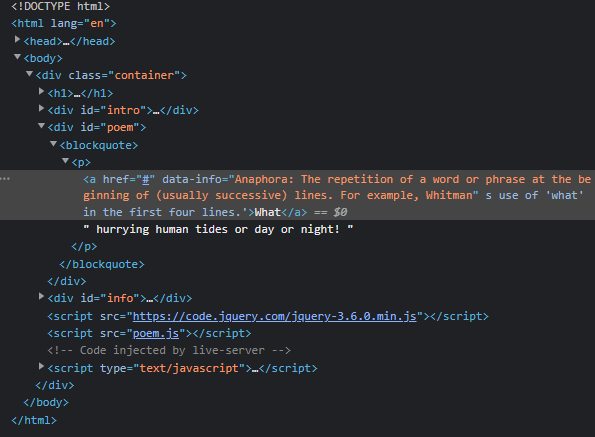 <!DOCTYPE html>
<html lang="en">
<head>…</head>
<body>
<div class="container">
<h1>…</h1>
<div id="intro">…</div>
<div id="poem">
<blockquote>
<p>
<a href="#" data-info="Anaphora: The repetition of a word or phrase at the be
ginning of (usually successive) lines. For example, Whitman" s use of 'what'
in the first four lines.'>What</a> == $0
" hurrying human tides or day or night! "
</p>
</blockquote>
</div>
<div id="info">…</div>
<script src="https://code.jquery.com/jquery-3.6.0.min.js"></script>
<script src="poem.js"></script>
<!-- Code injected by live-server -->
<script type="text/javascript">…</script>
</div>
</body>
</html>